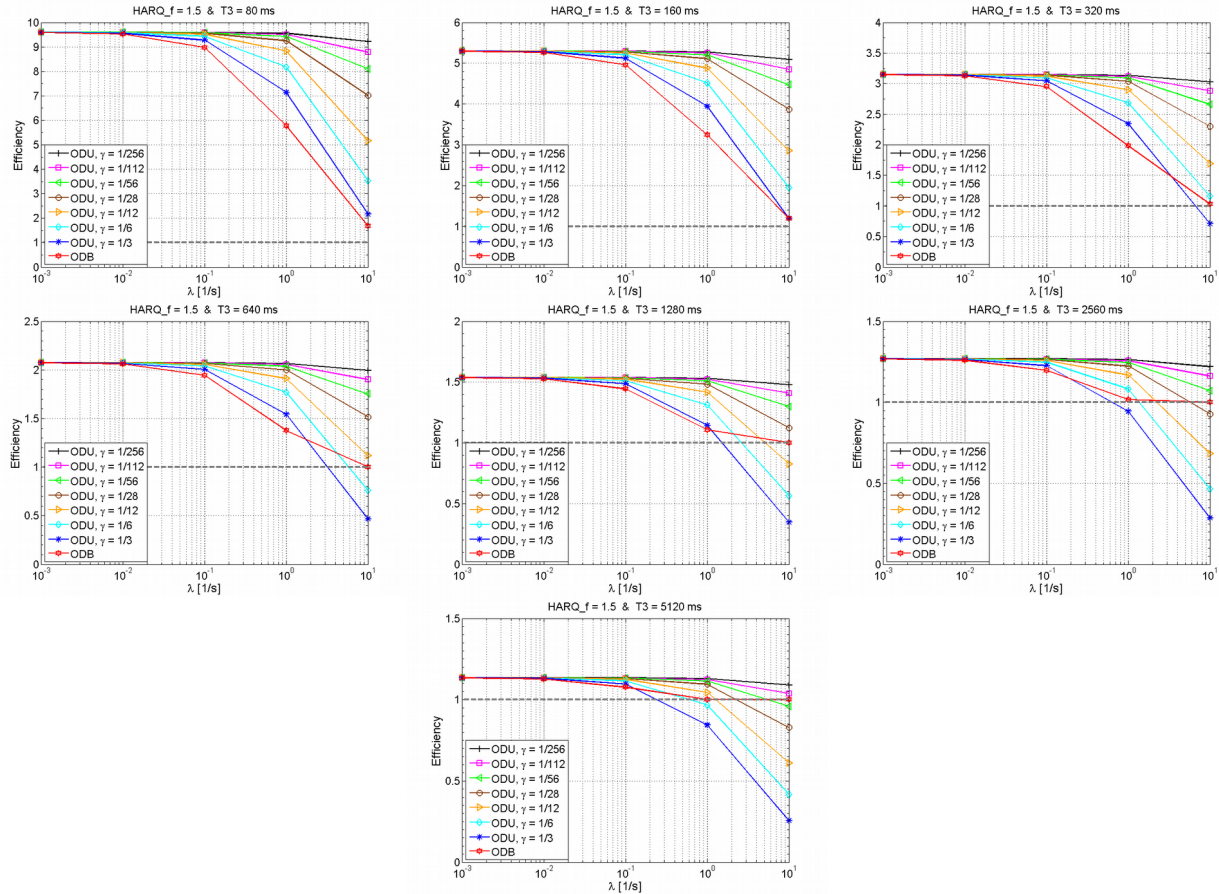 HARQ_f = 1.5 & T3 = 80 ms
10
9
8
7
6
5
4
3
2
1
0
Efficiency
ODU, γ = 1/256
ODU, γ = 1/112
ODU, γ = 1/56
ODU, γ = 1/28
ODU, γ = 1/12
ODU, γ = 1/6
ODU, γ = 1/3
ODB
10⁻³ 10⁻² 10⁻¹ 10⁰ 10¹
λ [1/s]
HARQ_f = 1.5 & T3 = 160 ms
6
5
4
3
2
1
0
Efficiency
ODU, γ = 1/256
ODU, γ = 1/112
ODU, γ = 1/56
ODU, γ = 1/28
ODU, γ = 1/12
ODU, γ = 1/6
ODU, γ = 1/3
ODB
10⁻³ 10⁻² 10⁻¹ 10⁰ 10¹
λ [1/s]
HARQ_f = 1.5 & T3 = 320 ms
4
3.5
3
2.5
2
1.5
1
0.5
0
Efficiency
ODU, γ = 1/256
ODU, γ = 1/112
ODU, γ = 1/56
ODU, γ = 1/28
ODU, γ = 1/12
ODU, γ = 1/6
ODU, γ = 1/3
ODB
10⁻³ 10⁻² 10⁻¹ 10⁰ 10¹
λ [1/s]
HARQ_f = 1.5 & T3 = 640 ms
2.5
2
1.5
1
0.5
0
Efficiency
ODU, γ = 1/256
ODU, γ = 1/112
ODU, γ = 1/56
ODU, γ = 1/28
ODU, γ = 1/12
ODU, γ = 1/6
ODU, γ = 1/3
ODB
10⁻³ 10⁻² 10⁻¹ 10⁰ 10¹
λ [1/s]
HARQ_f = 1.5 & T3 = 1280 ms
2
1.5
1
0.5
0
Efficiency
ODU, γ = 1/256
ODU, γ = 1/112
ODU, γ = 1/56
ODU, γ = 1/28
ODU, γ = 1/12
ODU, γ = 1/6
ODU, γ = 1/3
ODB
10⁻³ 10⁻² 10⁻¹ 10⁰ 10¹
λ [1/s]
HARQ_f = 1.5 & T3 = 2560 ms
1.5
1
0.5
0
Efficiency
ODU, γ = 1/256
ODU, γ = 1/112
ODU, γ = 1/56
ODU, γ = 1/28
ODU, γ = 1/12
ODU, γ = 1/6
ODU, γ = 1/3
ODB
10⁻³ 10⁻² 10⁻¹ 10⁰ 10¹
λ [1/s]
HARQ_f = 1.5 & T3 = 5120 ms
1.5
1
0.5
0
Efficiency
ODU, γ = 1/256
ODU, γ = 1/112
ODU, γ = 1/56
ODU, γ = 1/28
ODU, γ = 1/12
ODU, γ = 1/6
ODU, γ = 1/3
ODB
10⁻³ 10⁻² 10⁻¹ 10⁰ 10¹
λ [1/s]